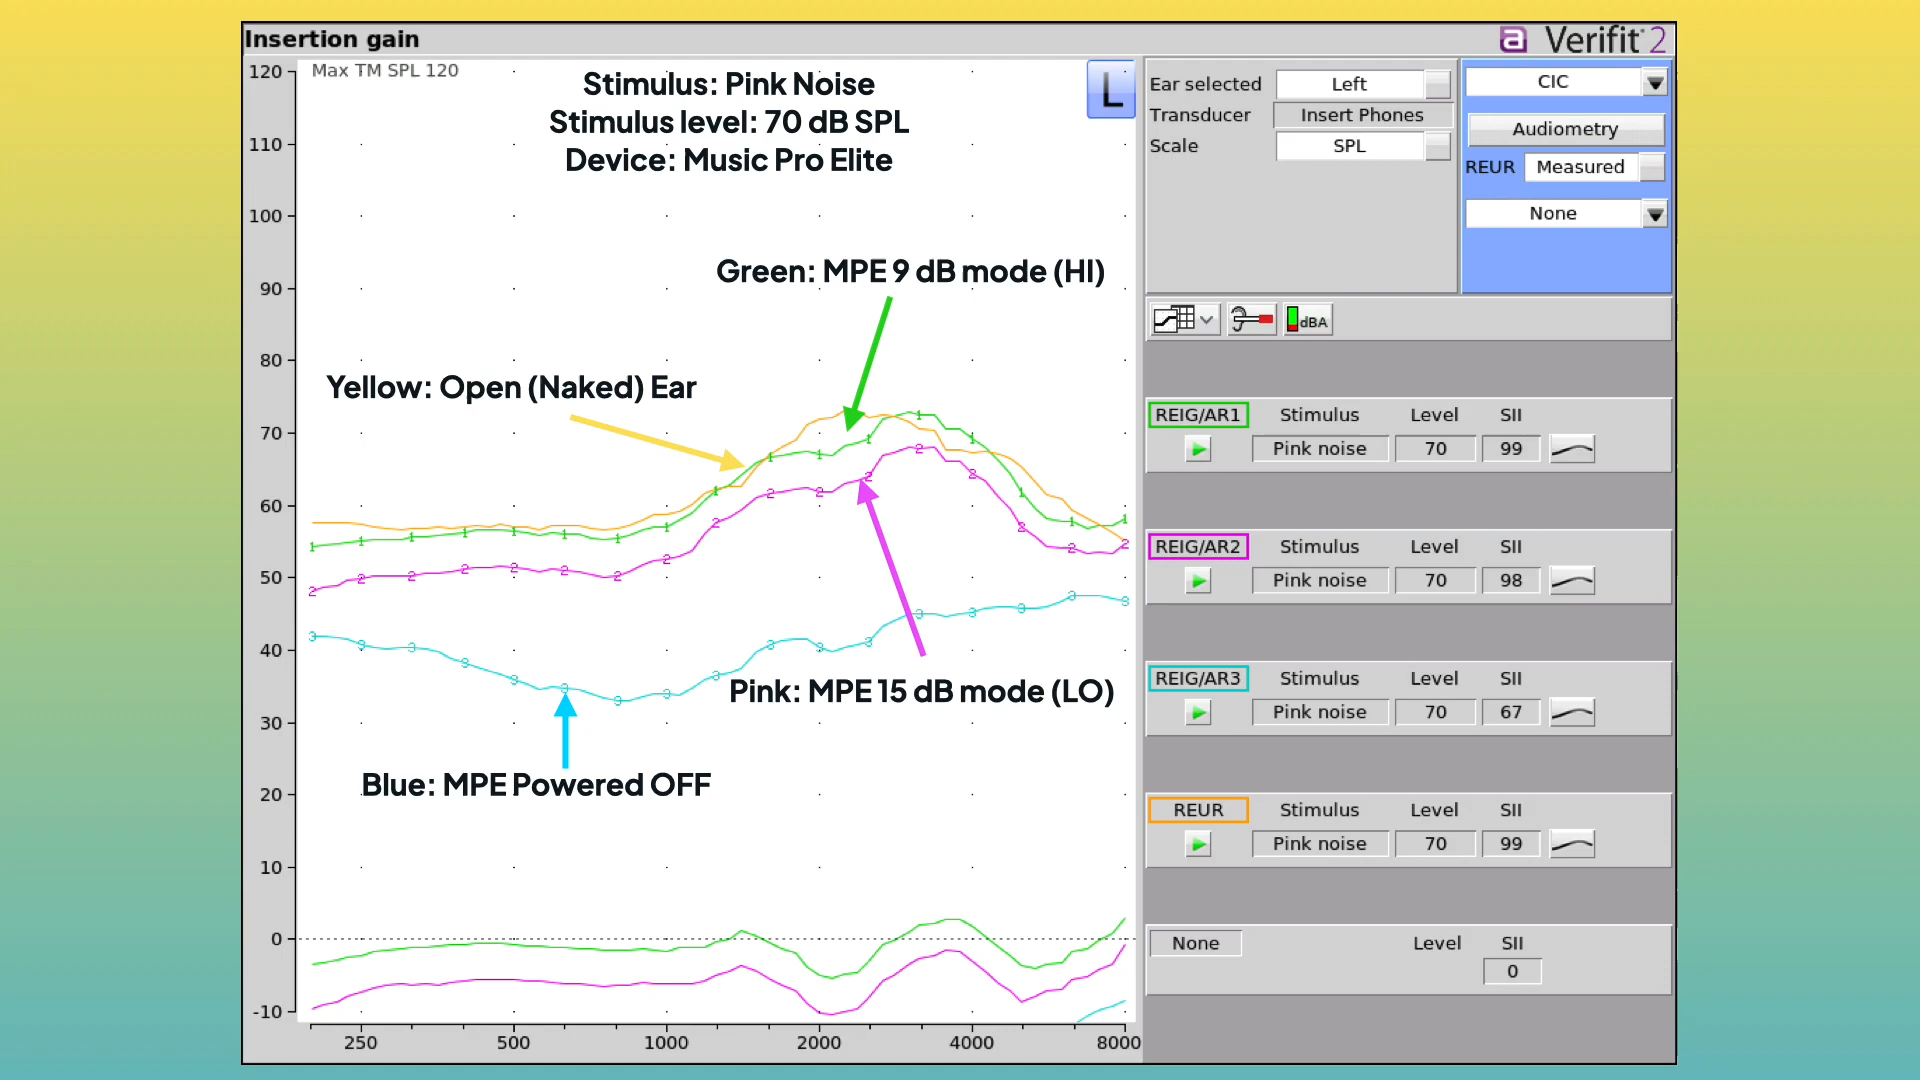 Insertion gain
a Verifit 2
Max TM SPL 120
Stimulus: Pink Noise
Stimulus level: 70 dB SPL
Device: Music Pro Elite
L
Green: MPE 9 dB mode (HI)
Yellow: Open (Naked) Ear
Pink: MPE 15 dB mode (LO)
Blue: MPE Powered OFF
120
110
100
90
80
70
60
50
40
30
20
10
0
-10
250 500 1000 2000 4000 8000
Ear selected Left
Transducer Insert Phones
Scale SPL
CIC
Audiometry
REUR Measured
None
dBA
REIG/AR1 Stimulus Level SII
Pink noise 70 99
REIG/AR2 Stimulus Level SII
Pink noise 70 98
REIG/AR3 Stimulus Level SII
Pink noise 70 67
REUR Stimulus Level SII
Pink noise 70 99
None Level SII
0